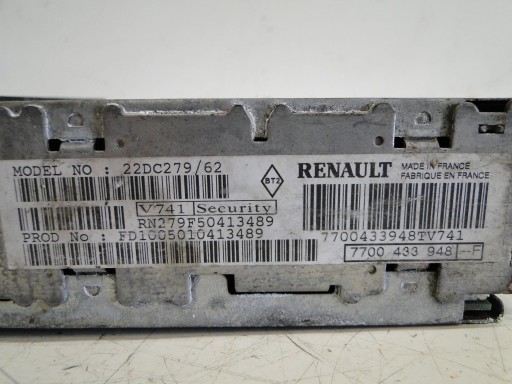 MODEL NO : 22DC279/62
V741 Security
RN279F50413489
PROD No : FD1005010413489
BT2
RENAULT
MADE IN FRANCE
FABRIQUE EN FRANCE
7700433948TV741
7700 433 948 --F